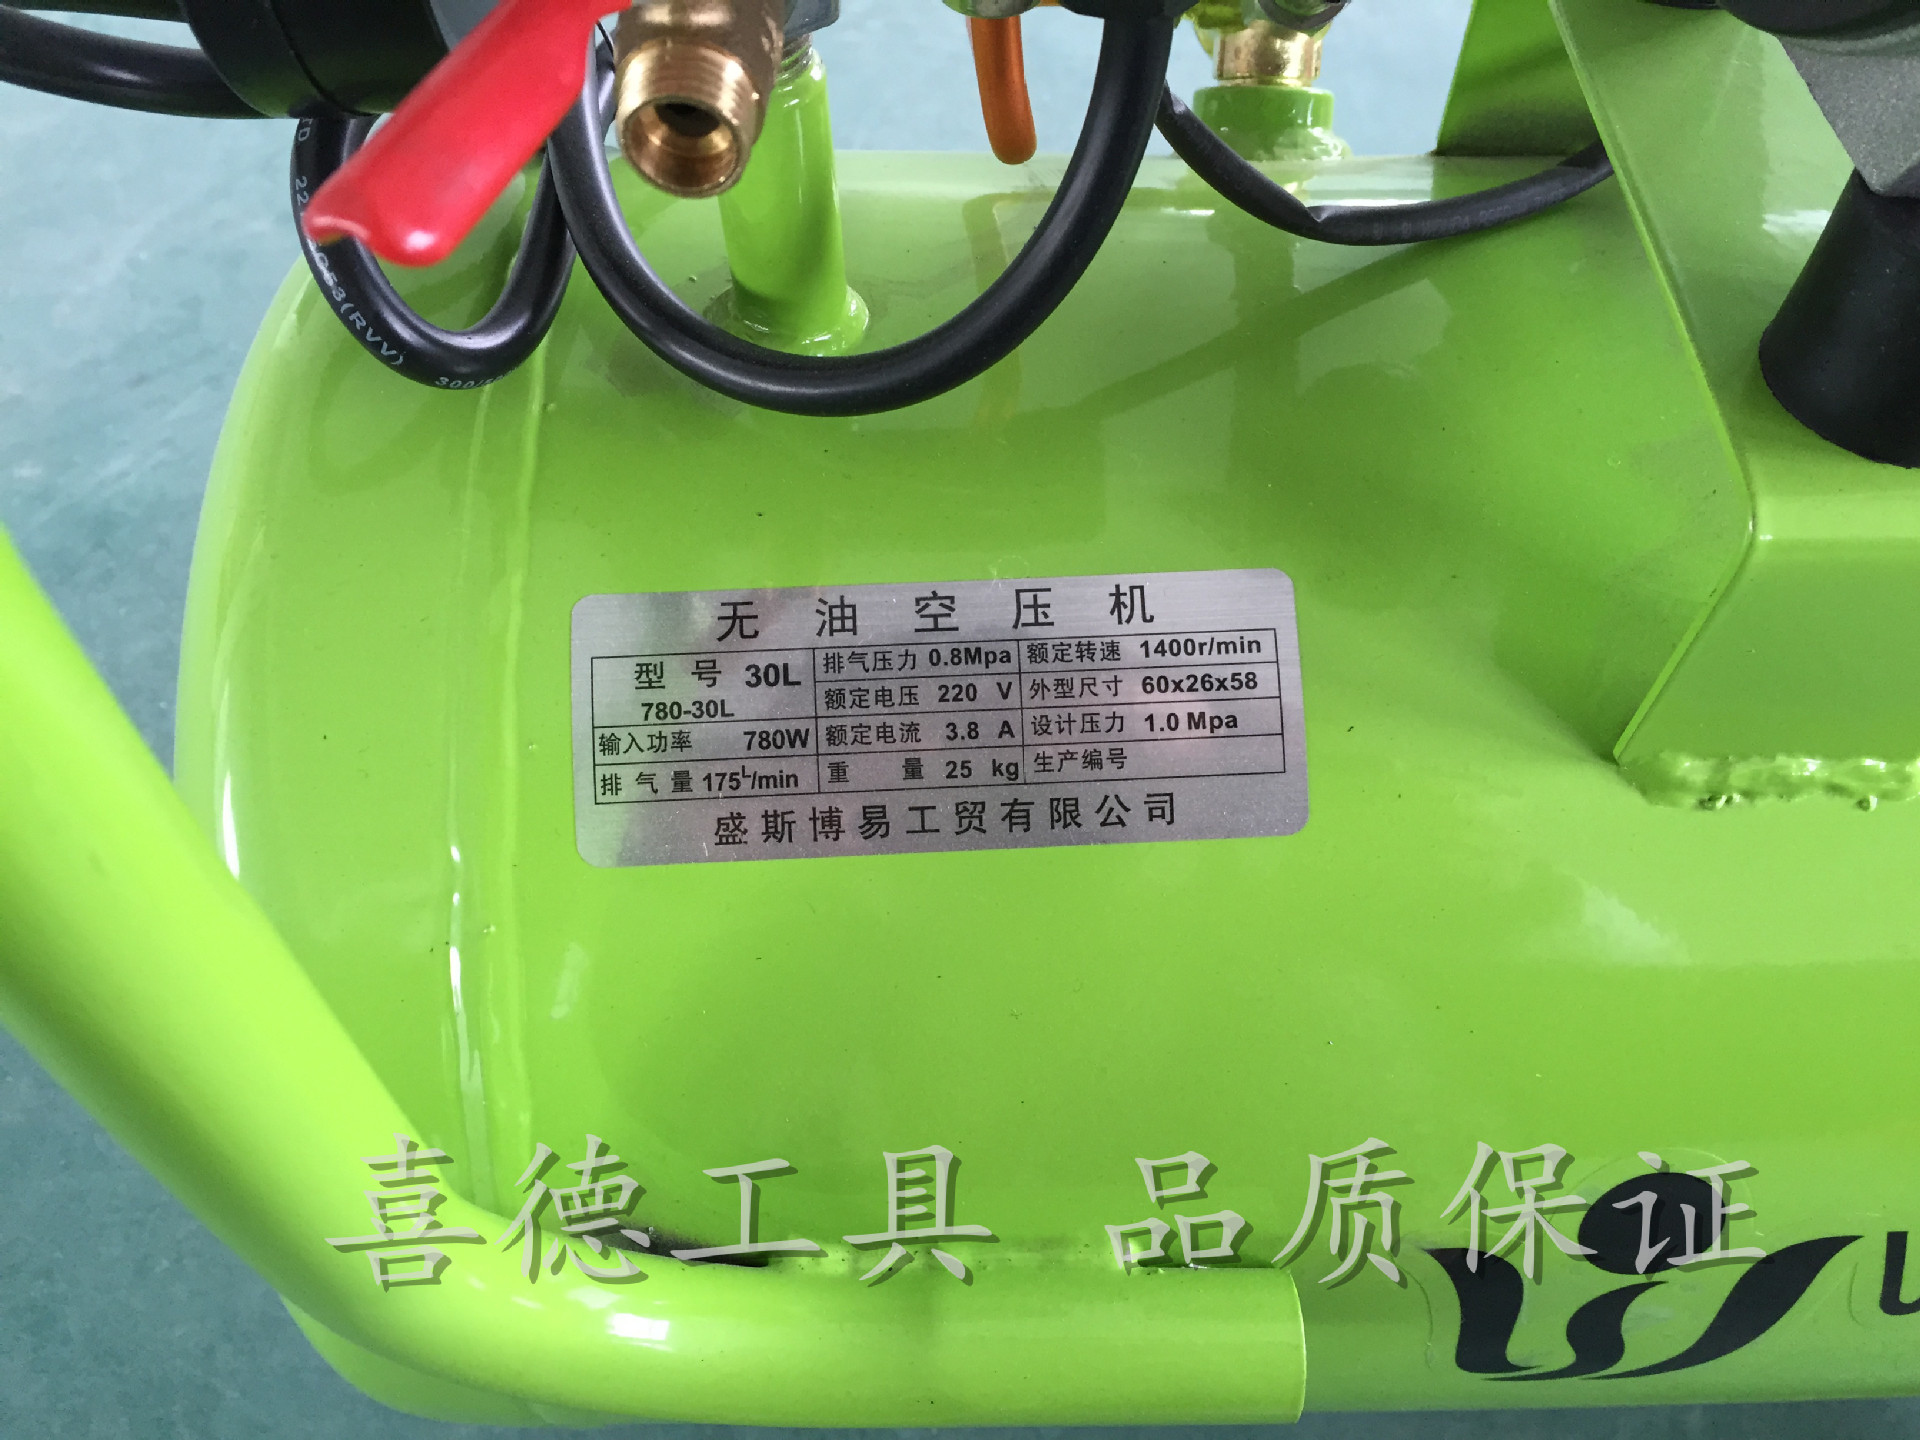 22
(RVV)
300/
无油空压机
型号 30L
780-30L
输入功率 780W
排气量 175L/min
排气压力 0.8Mpa
额定电压 220 V
额定电流 3.8 A
重量 25 kg
额定转速 1400r/min
外型尺寸 60x26x58
设计压力 1.0 Mpa
生产编号
盛斯博易工贸有限公司
喜德工具 品质保证